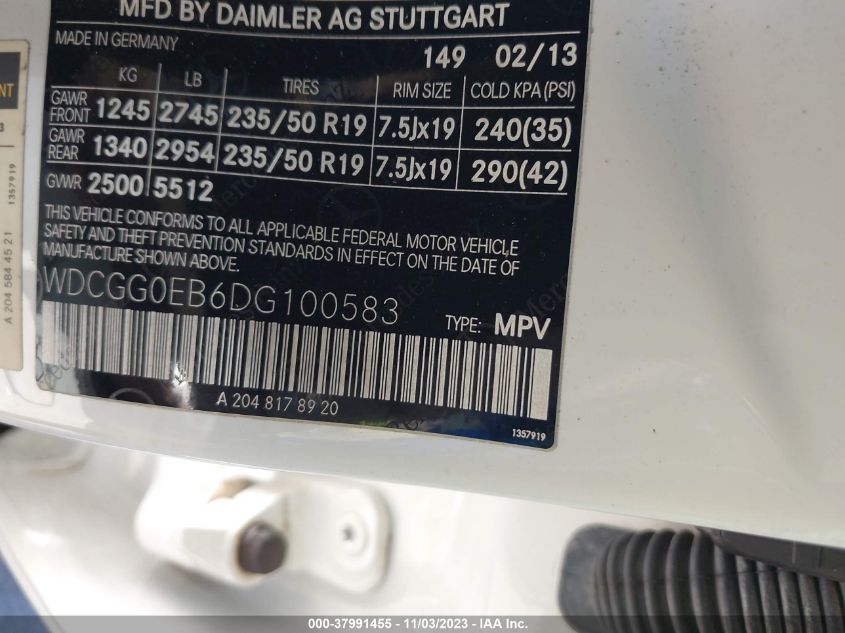 MFD BY DAIMLER AG STUTTGART
MADE IN GERMANY 149 02/13
KG LB TIRES RIM SIZE COLD KPA (PSI)
GAWR FRONT 1245 2745 235/50 R19 7.5Jx19 240(35)
GAWR REAR 1340 2954 235/50 R19 7.5Jx19 290(42)
GVWR 2500 5512
THIS VEHICLE CONFORMS TO ALL APPLICABLE FEDERAL MOTOR VEHICLE
SAFETY AND THEFT PREVENTION STANDARDS IN EFFECT ON THE DATE OF
MANUFACTURE SHOWN ABOVE.
WDCGG0EB6DG100583
TYPE: MPV
A 204 817 89 20
1357919
1357919
A 204 584 45 21
000-37991455 - 11/03/2023 - IAA Inc.